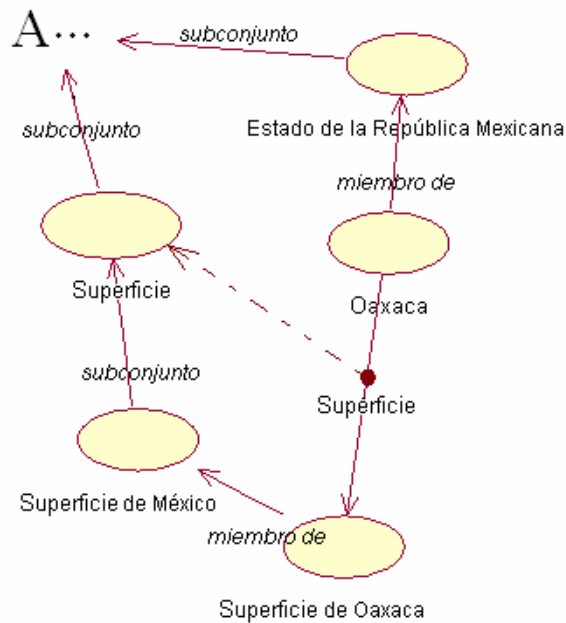 A...
subconjunto
Estado de la República Mexicana
subconjunto
miembro de
Superficie
Oaxaca
subconjunto
Superficie
Superficie de México
miembro de
Superficie de Oaxaca